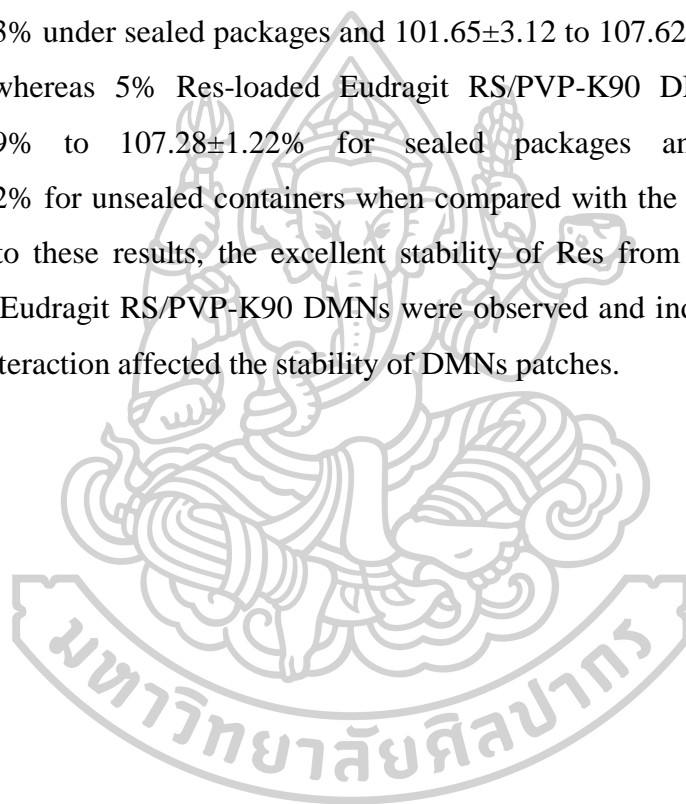 3% under sealed packages and 101.65±3.12 to 107.62
whereas 5% Res-loaded Eudragit RS/PVP-K90 D
9% to 107.28±1.22% for sealed packages an
2% for unsealed containers when compared with the
to these results, the excellent stability of Res from
Eudragit RS/PVP-K90 DMNs were observed and in
teraction affected the stability of DMNs patches.
มหาวิทยาลัยศิลปากร